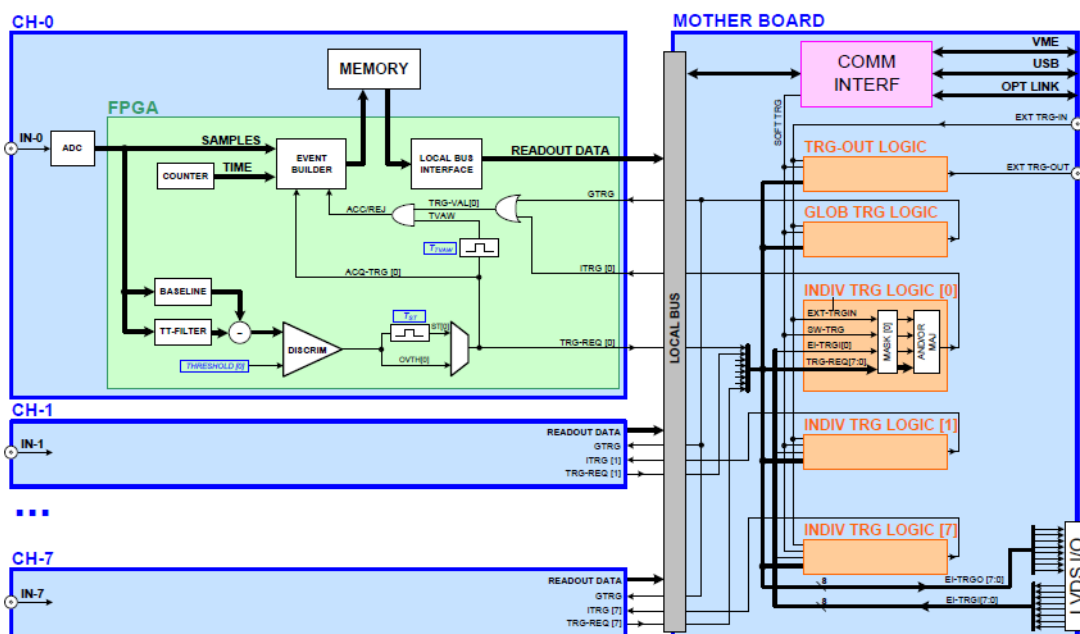 CH-0
MOTHER BOARD
VME
USB
OPT LINK
COMM
INTERF
MEMORY
FPGA
IN-0
ADC
SAMPLES
COUNTER
TIME
EVENT
BUILDER
LOCAL BUS
INTERFACE
READOUT DATA
SOFT TRG
EXT TRG-IN
TRG-OUT LOGIC
EXT TRG-OUT
ACC/REJ
TRG-VAL[0]
TVAW
GTRG
GLOB TRG LOGIC
TTVAW
ACQ-TRG [0]
ITRG [0]
LOCAL BUS
INDIV TRG LOGIC [0]
EXT-TRGIN
SW-TRG
EI-TRGI[0]
TRG-REQ[7:0]
MASK [0]
AND/OR
MAJ
BASELINE
TT-FILTER
-
TST
ST[0]
DISCRIM
OVTH[0]
THRESHOLD [0]
TRG-REQ [0]
CH-1
IN-1
READOUT DATA
GTRG
ITRG [1]
TRG-REQ [1]
INDIV TRG LOGIC [1]
...
CH-7
IN-7
READOUT DATA
GTRG
ITRG [7]
TRG-REQ [7]
INDIV TRG LOGIC [7]
8
EI-TRGO [7:0]
8
EI-TRGI[7:0]
LVDS I/O